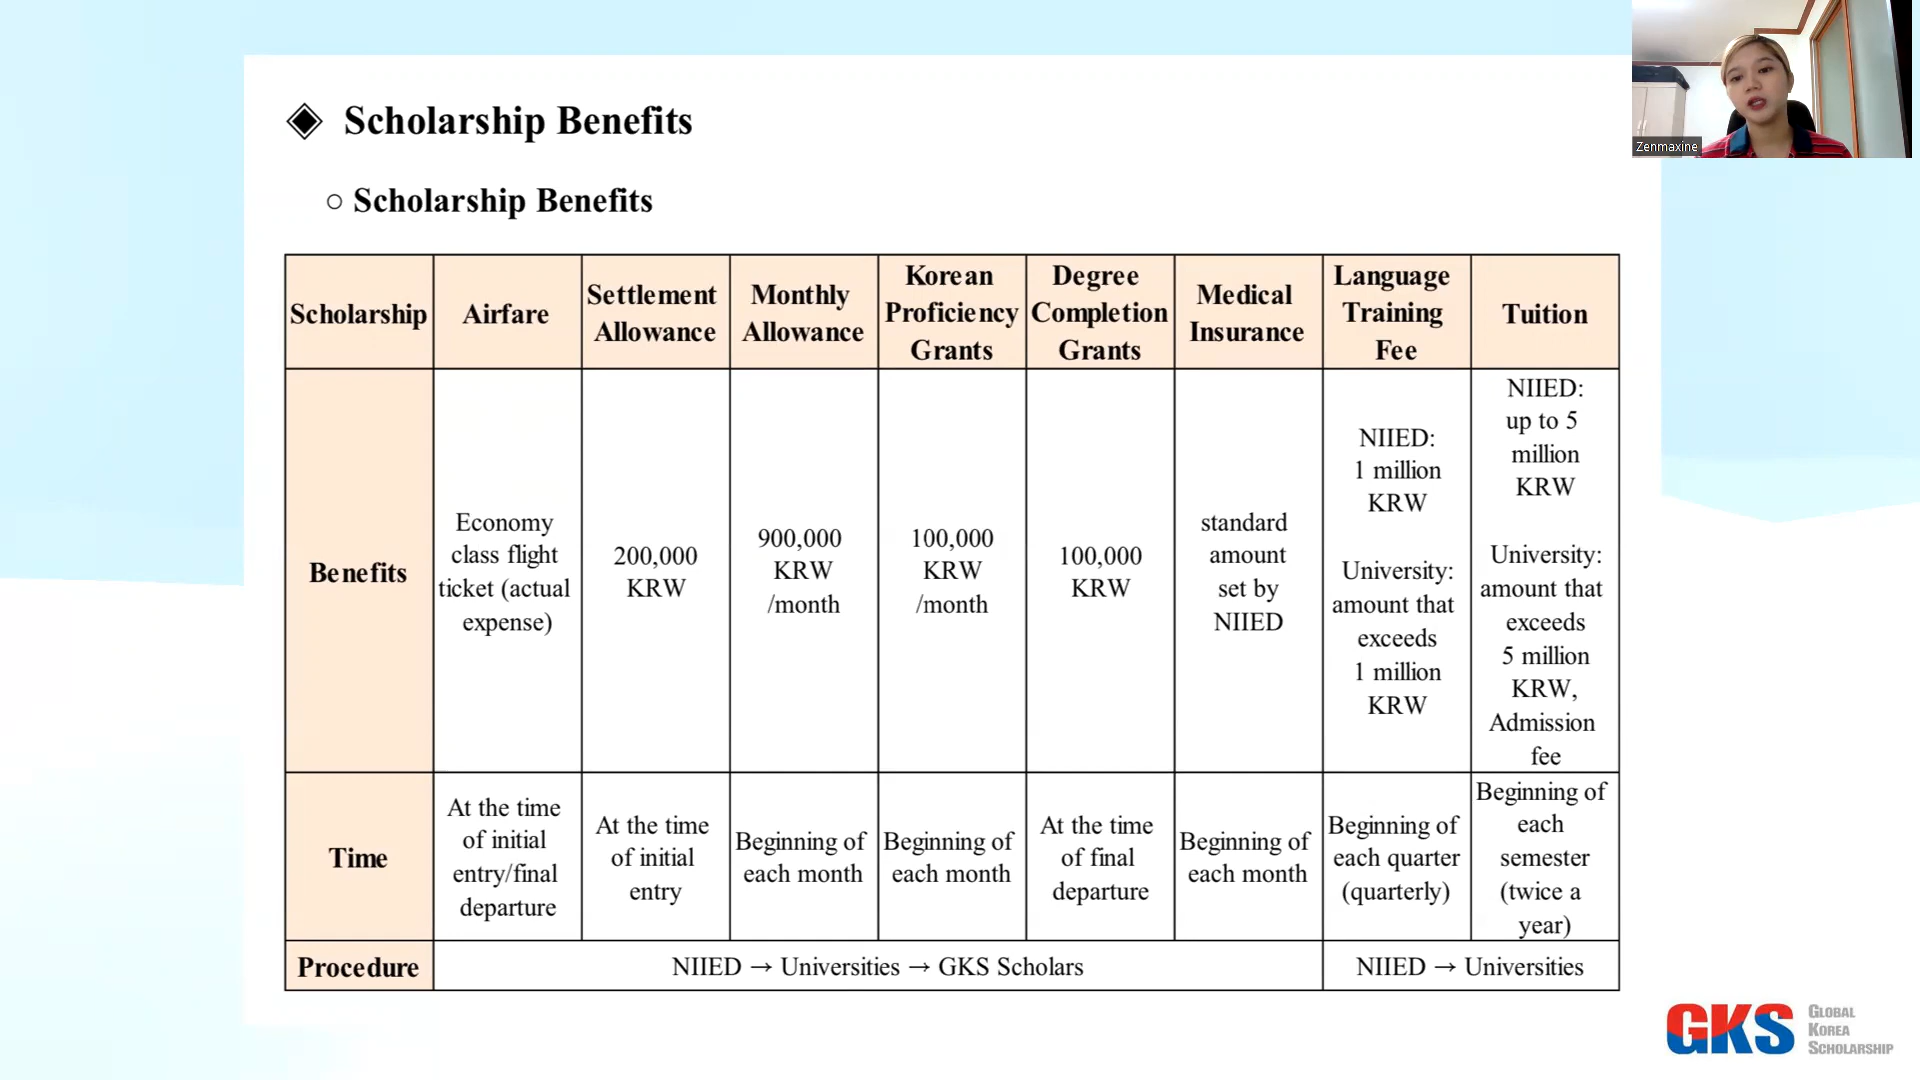 Zenmaxine
Scholarship Benefits
○ Scholarship Benefits
Scholarship
Airfare
Settlement
Allowance
Monthly
Allowance
Korean
Proficiency
Grants
Degree
Completion
Grants
Medical
Insurance
Language
Training
Fee
Tuition
Benefits
Economy
class flight
ticket (actual
expense)
200,000
KRW
900,000
KRW
/month
100,000
KRW
/month
100,000
KRW
standard
amount
set by
NIIED
NIIED:
1 million
KRW
University:
amount that
exceeds
1 million
KRW
NIIED:
up to 5
million
KRW
University:
amount that
exceeds
5 million
KRW,
Admission
fee
Time
At the time
of initial
entry/final
departure
At the time
of initial
entry
Beginning of
each month
Beginning of
each month
At the time
of final
departure
Beginning of
each month
Beginning of
each quarter
(quarterly)
Beginning of
each
semester
(twice a
year)
Procedure
NIIED → Universities → GKS Scholars
NIIED → Universities
GKS
GLOBAL
KOREA
SCHOLARSHIP